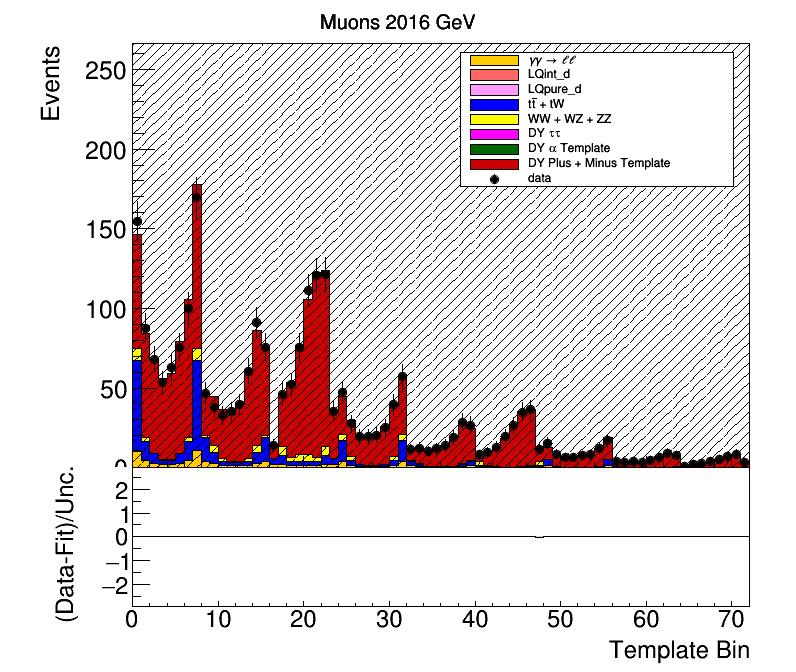 Muons 2016 GeV
Events
250
200
150
100
50
0
γγ → ℓℓ
LQint_d
LQpure_d
tt̅ + tW
WW + WZ + ZZ
DY ττ
DY α Template
DY Plus + Minus Template
data
(Data-Fit)/Unc.
2
1
0
−1
−2
0 10 20 30 40 50 60 70
Template Bin